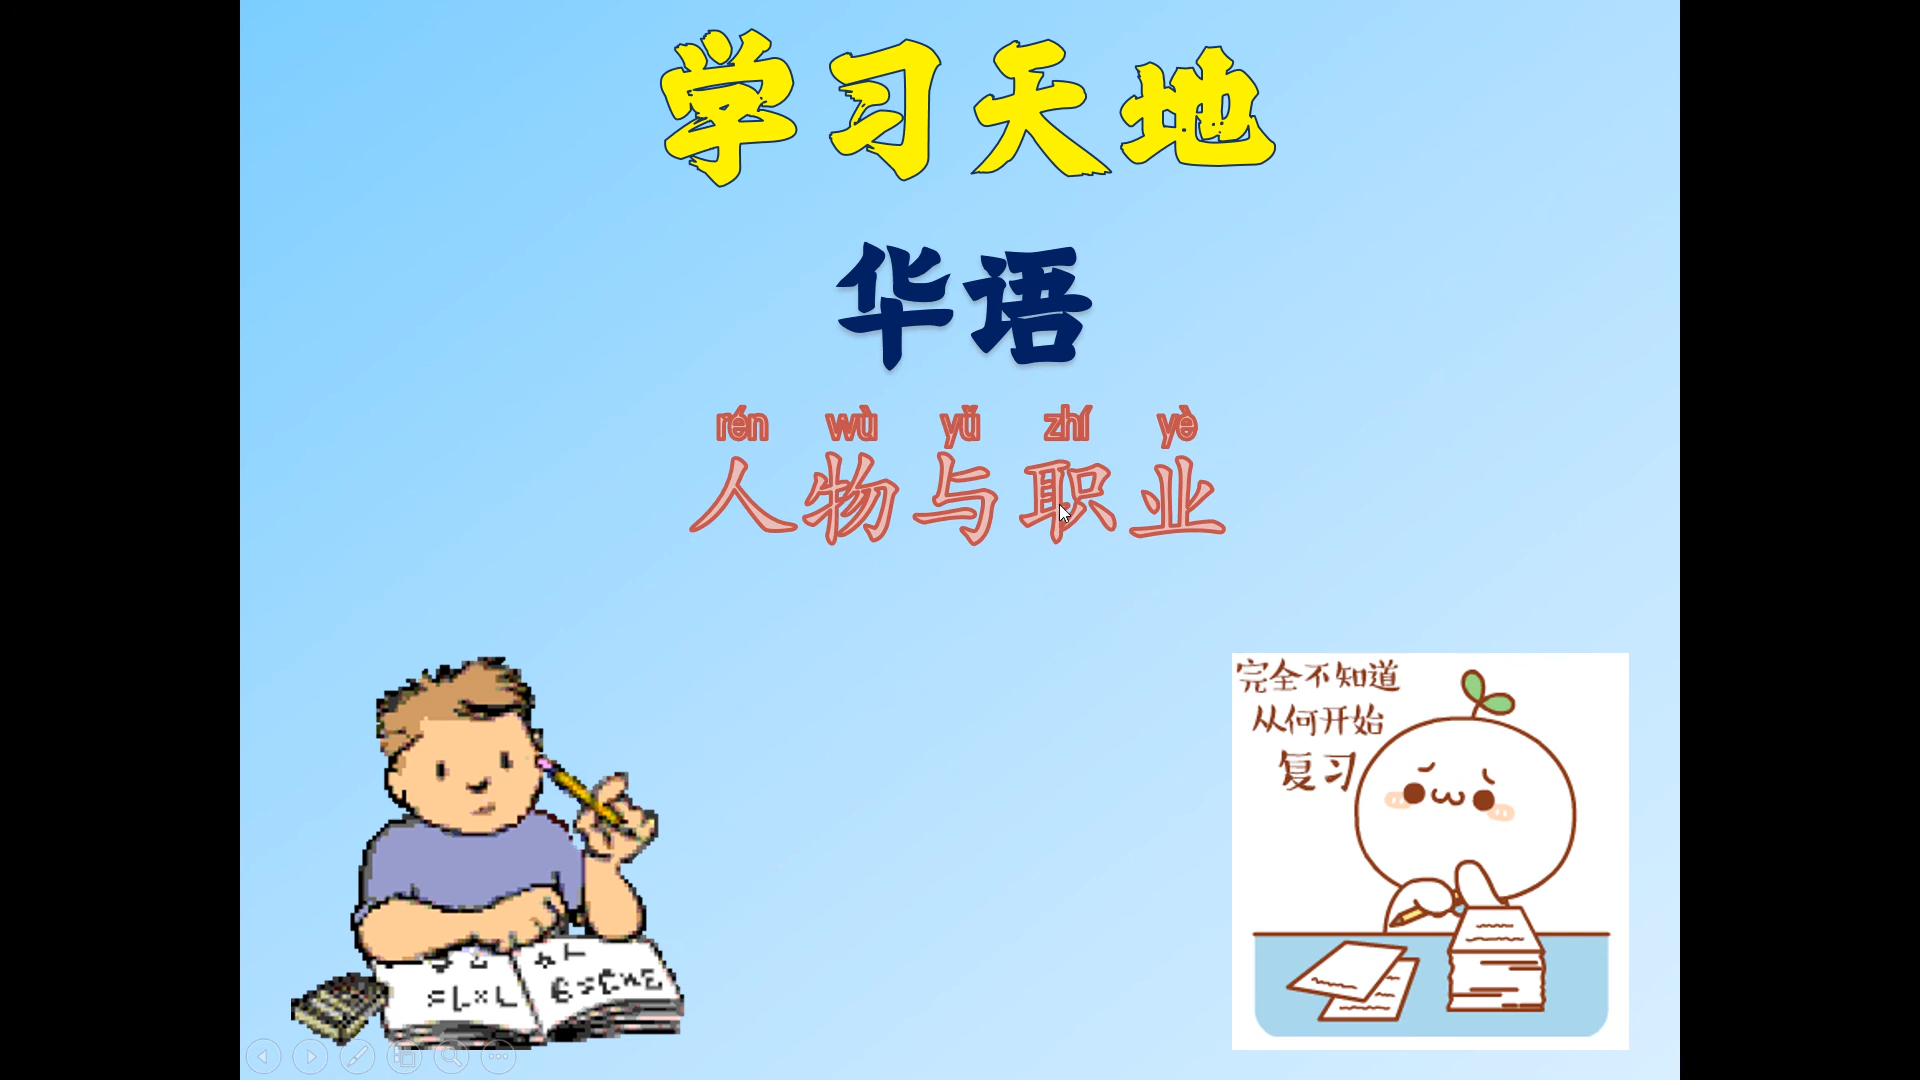 学习天地
华语
rén wù yǔ zhí yè
人物与职业
完全不知道
从何开始
复习